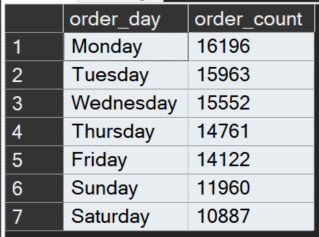 order_day order_count
1 Monday 16196
2 Tuesday 15963
3 Wednesday 15552
4 Thursday 14761
5 Friday 14122
6 Sunday 11960
7 Saturday 10887